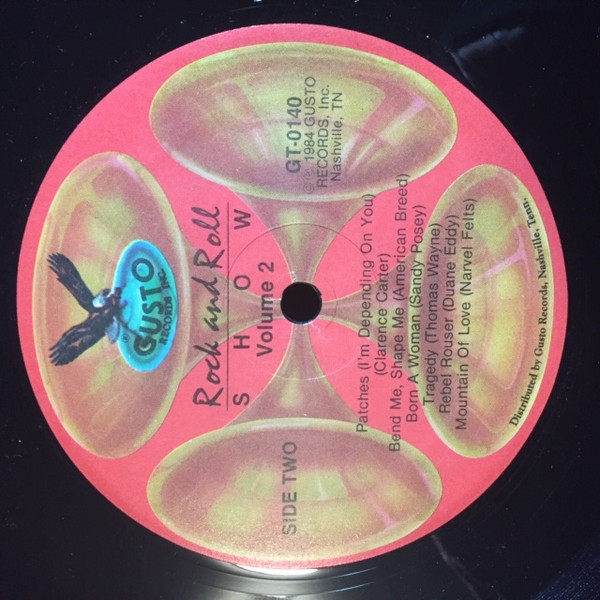 GUSTO
RECORDS INC.
Rock and Roll
SHOW
Volume 2
SIDE TWO
GT-0140
℗ © 1984 GUSTO
RECORDS, Inc.
Nashville, TN
Patches (I'm Depending On You)
(Clarence Carter)
Bend Me, Shape Me (American Breed)
Born A Woman (Sandy Posey)
Tragedy (Thomas Wayne)
Rebel Rouser (Duane Eddy)
Mountain Of Love (Narvel Felts)
Distributed by Gusto Records, Nashville, Tenn.